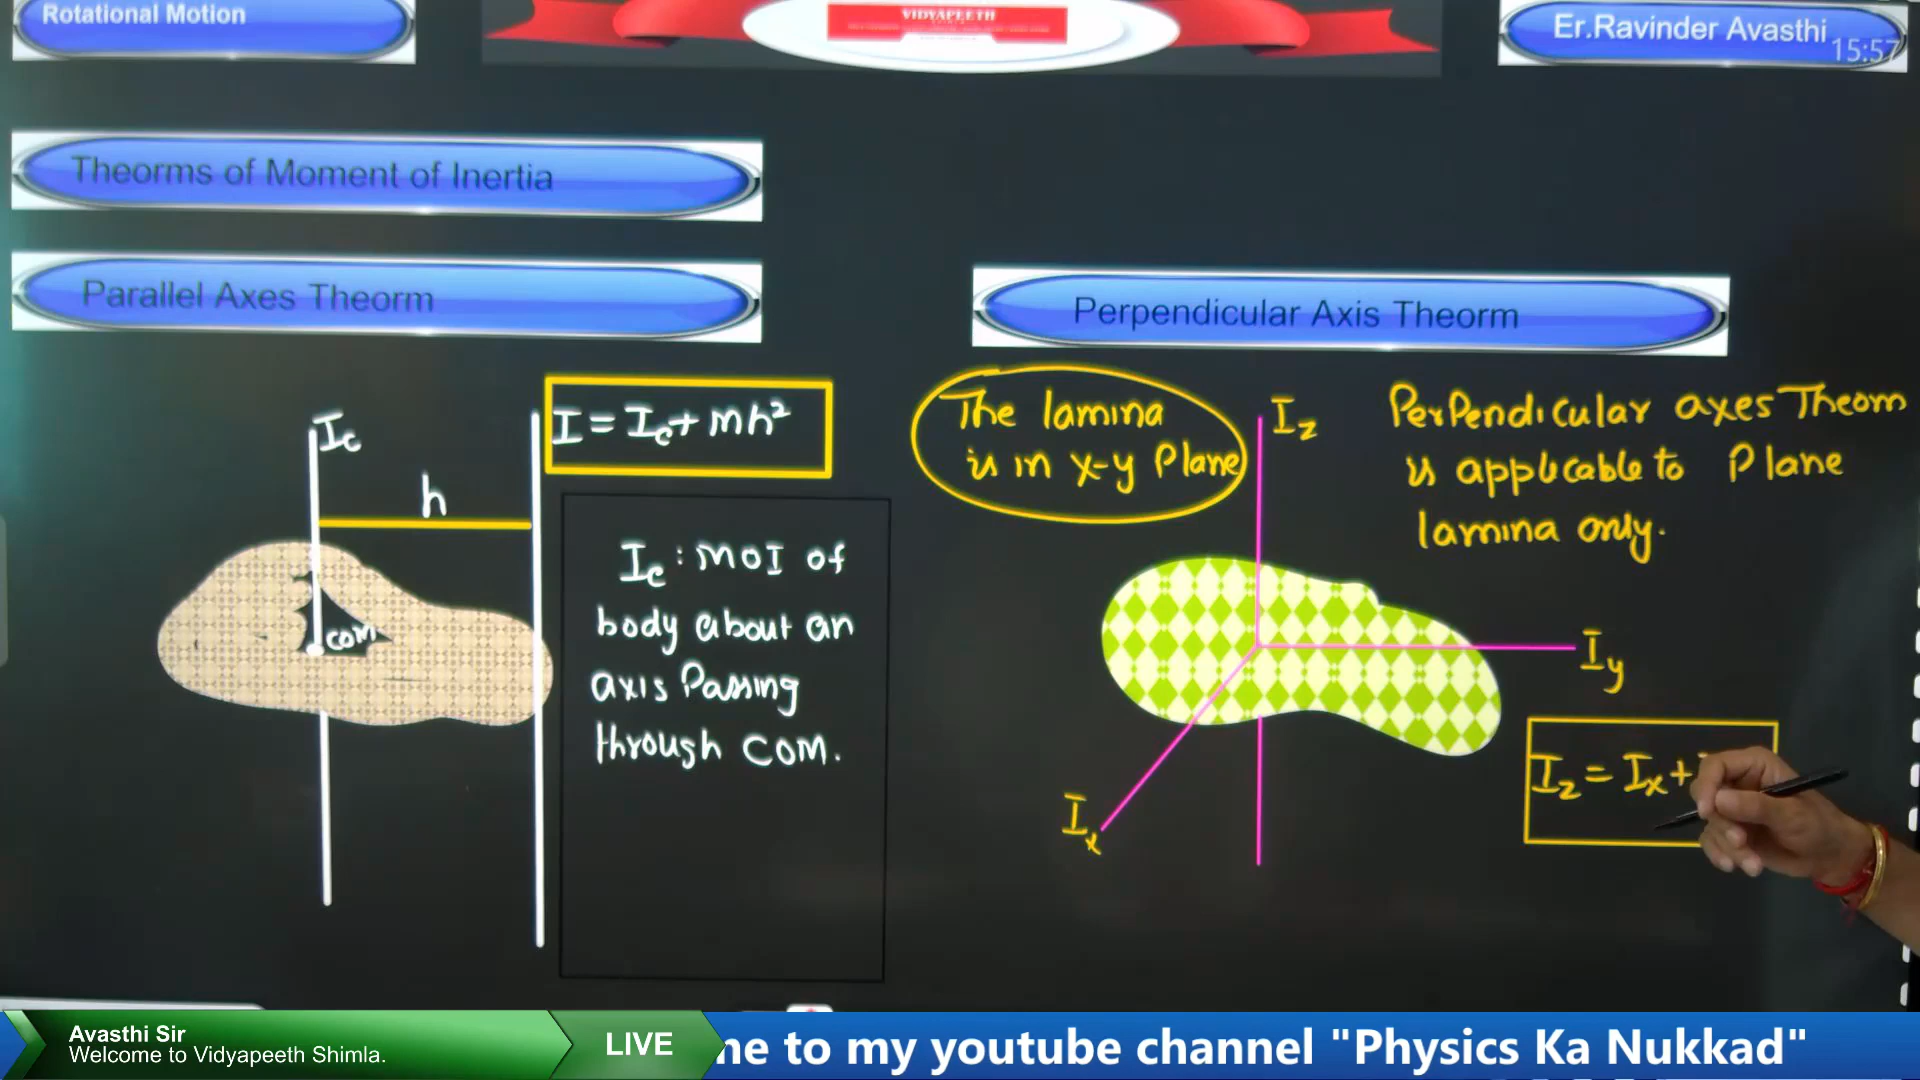 Rotational Motion
VIDYAPEETH
Er.Ravinder Avasthi
15:57
Theorms of Moment of Inertia
Parallel Axes Theorm
Perpendicular Axis Theorm
Ic
I = Ic + mh²
h
com
Ic : MOI of
body about an
axis Passing
through COM.
The lamina
is in x-y Plane
Iz
Perpendicular axes Theorm
is applicable to Plane
lamina only.
Iy
Ix
Iz = Ix +
Avasthi Sir
Welcome to Vidyapeeth Shimla.
LIVE
me to my youtube channel "Physics Ka Nukkad"